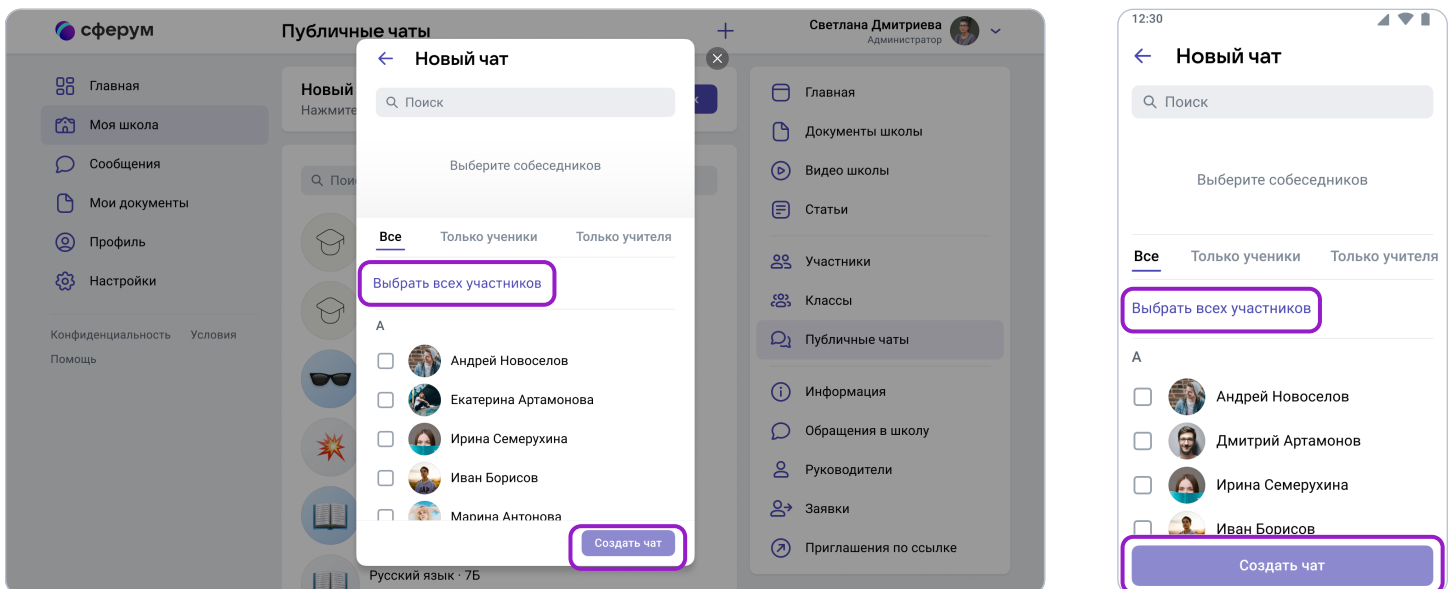 сферум
Публичные чаты
Светлана Дмитриева
Администратор
Главная
Моя школа
Сообщения
Мои документы
Профиль
Настройки
Конфиденциальность Условия
Помощь
Новый
Нажмите
Новый чат
Поиск
Выберите собеседников
Все Только ученики Только учителя
Выбрать всех участников
А
Андрей Новоселов
Екатерина Артамонова
Ирина Семерухина
Иван Борисов
Марина Антонова
Создать чат
Русский язык · 7Б
Главная
Документы школы
Видео школы
Статьи
Участники
Классы
Публичные чаты
Информация
Обращения в школу
Руководители
Заявки
Приглашения по ссылке
12:30
Новый чат
Поиск
Выберите собеседников
Все Только ученики Только учителя
Выбрать всех участников
А
Андрей Новоселов
Дмитрий Артамонов
Ирина Семерухина
Иван Борисов
Создать чат